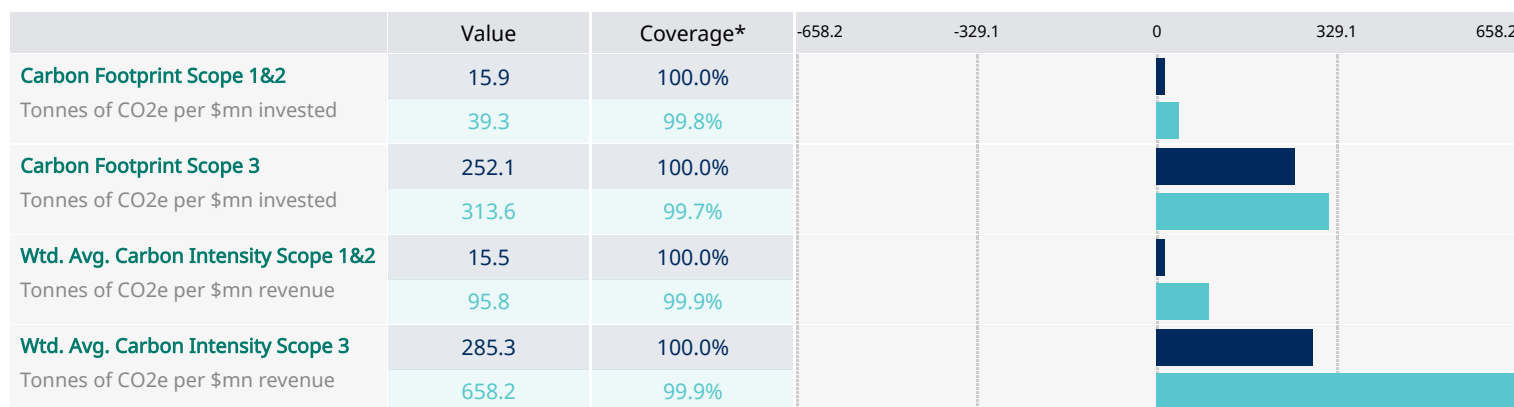 Value Coverage* -658.2 -329.1 0 329.1 658.2
Carbon Footprint Scope 1&2 15.9 100.0%
Tonnes of CO2e per $mn invested 39.3 99.8%
Carbon Footprint Scope 3 252.1 100.0%
Tonnes of CO2e per $mn invested 313.6 99.7%
Wtd. Avg. Carbon Intensity Scope 1&2 15.5 100.0%
Tonnes of CO2e per $mn revenue 95.8 99.9%
Wtd. Avg. Carbon Intensity Scope 3 285.3 100.0%
Tonnes of CO2e per $mn revenue 658.2 99.9%